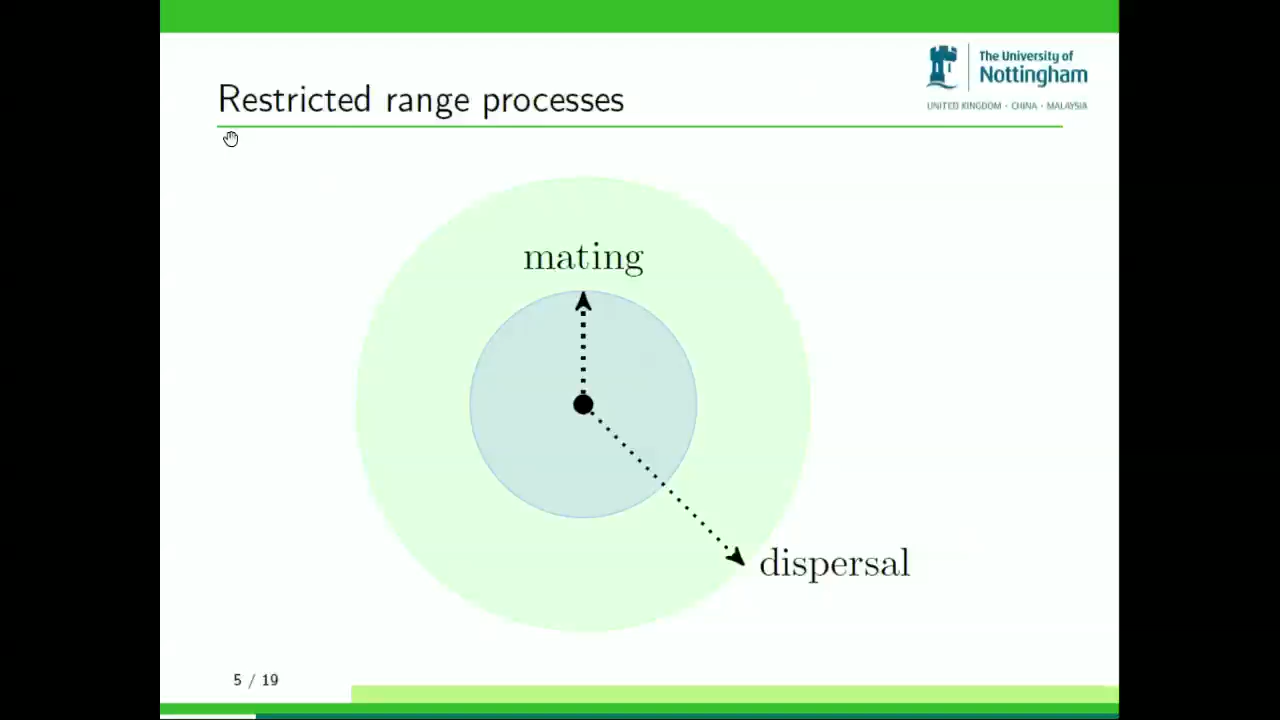 The University of
Nottingham
UNITED KINGDOM · CHINA · MALAYSIA
Restricted range processes
mating
dispersal
5 / 19